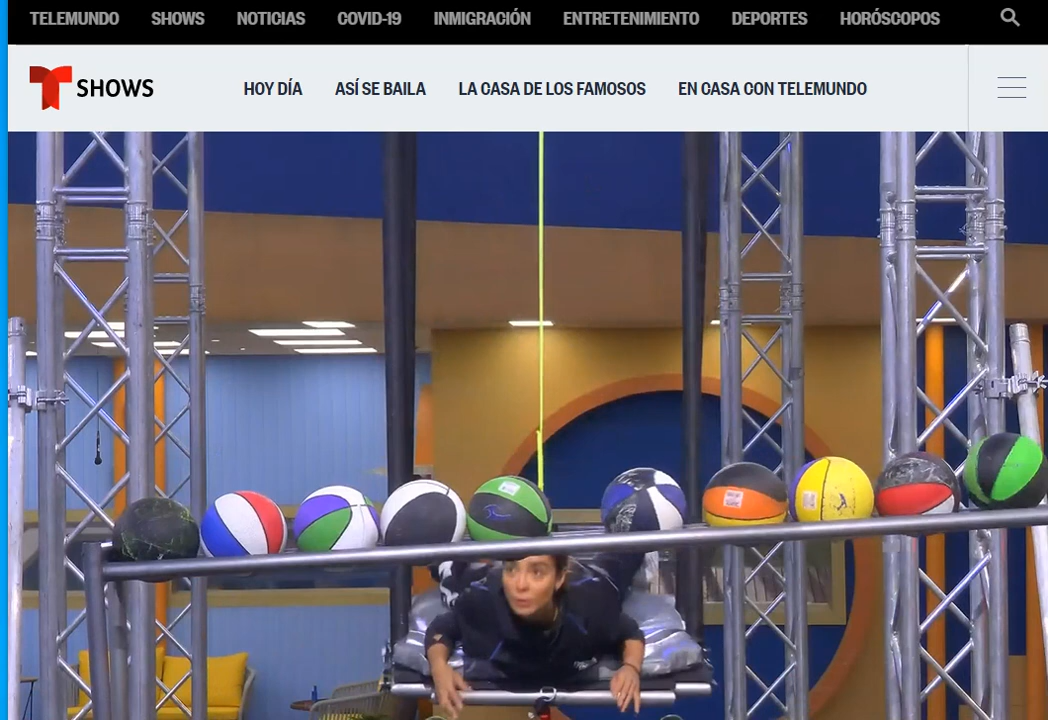 TELEMUNDO SHOWS NOTICIAS COVID-19 INMIGRACIÓN ENTRETENIMIENTO DEPORTES HORÓSCOPOS
T SHOWS HOY DÍA ASÍ SE BAILA LA CASA DE LOS FAMOSOS EN CASA CON TELEMUNDO